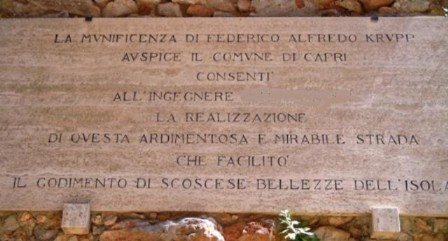 LA MVNIFICENZA DI FEDERICO ALFREDO KRVPP
AVSPICE IL COMVNE DI CAPRI
CONSENTI'
ALL'INGEGNERE
LA REALIZZAZIONE
DI QVESTA ARDIMENTOSA E MIRABILE STRADA
CHE FACILITO'
IL GODIMENTO DI SCOSCESE BELLEZZE DELL'ISOLA